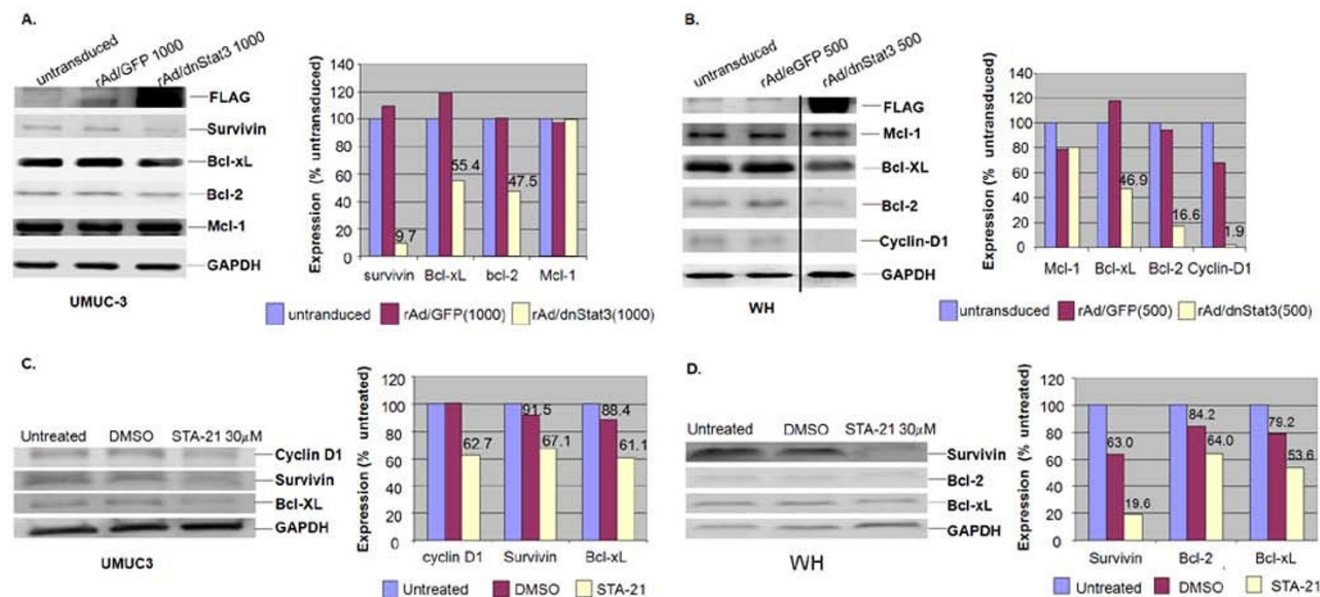 A.
untransduced
rAd/GFP 1000
rAd/dnStat3 1000
FLAG
Survivin
Bcl-xL
Bcl-2
Mcl-1
GAPDH
UMUC-3
Expression (% untransduced)
140
120
100
80
60
40
20
0
9.7
55.4
47.5
survivin Bcl-xL bcl-2 Mcl-1
untranduced rAd/GFP(1000) rAd/dnStat3(1000)
B.
untransduced
rAd/eGFP 500
rAd/dnStat3 500
FLAG
Mcl-1
Bcl-XL
Bcl-2
Cyclin-D1
GAPDH
WH
Expression (% untransduced)
140
120
100
80
60
40
20
0
46.9
16.6
1.9
Mcl-1 Bcl-xL Bcl-2 Cyclin-D1
untransduced rAd/GFP(500) rAd/dnStat3(500)
C.
Untreated DMSO STA-21 30µM
Cyclin D1
Survivin
Bcl-XL
GAPDH
UMUC3
Expression (% untreated)
120
100
80
60
40
20
0
62.7
91.5
67.1
88.4
61.1
cyclin D1 Survivin Bcl-xL
Untreated DMSO STA-21
D.
Untreated DMSO STA-21 30µM
Survivin
Bcl-2
Bcl-xL
GAPDH
WH
Expression (% untreated)
120
100
80
60
40
20
0
63.0
19.6
84.2
64.0
79.2
53.6
Survivin Bcl-2 Bcl-xL
Untreated DMSO STA-21